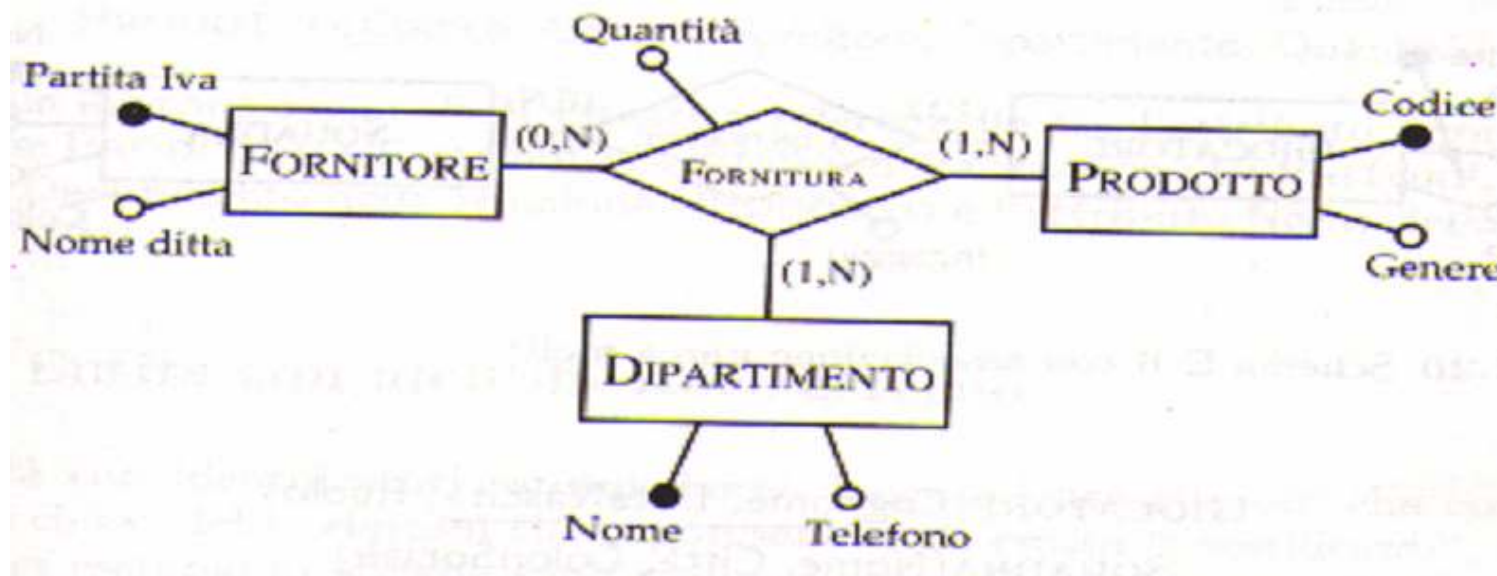 Quantità
Partita Iva
Codice
(0,N)
(1,N)
FORNITORE
FORNITURA
PRODOTTO
Nome ditta
Genere
(1,N)
DIPARTIMENTO
Nome
Telefono